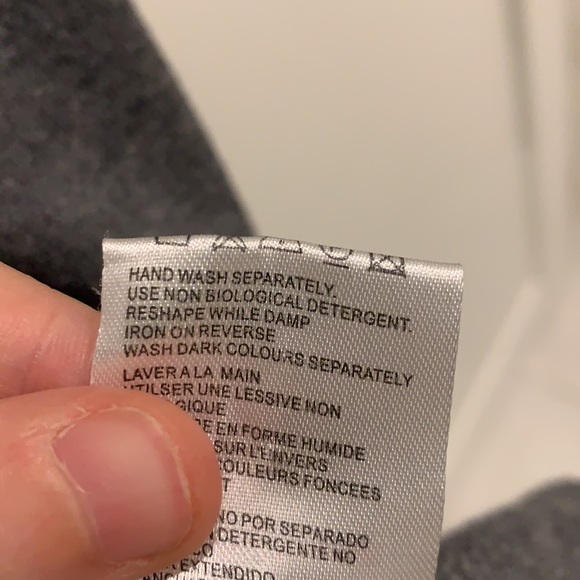 HAND WASH SEPARATELY.
USE NON BIOLOGICAL DETERGENT.
RESHAPE WHILE DAMP
IRON ON REVERSE
WASH DARK COLOURS SEPARATELY
LAVER A LA MAIN
UTILSER UNE LESSIVE NON
EN FORME HUMIDE
SUR L'ENVERS
COULEURS FONCEES
NO POR SEPARADO
DETERGENTE NO
EXTENDIDO